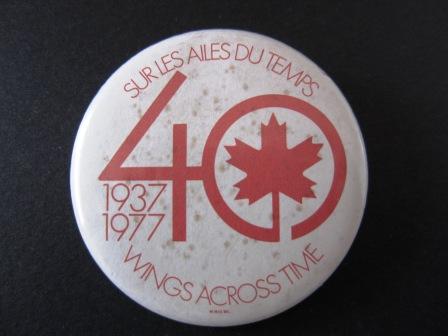 SUR LES AILES DU TEMPS
40
1937
1977
WINGS ACROSS TIME